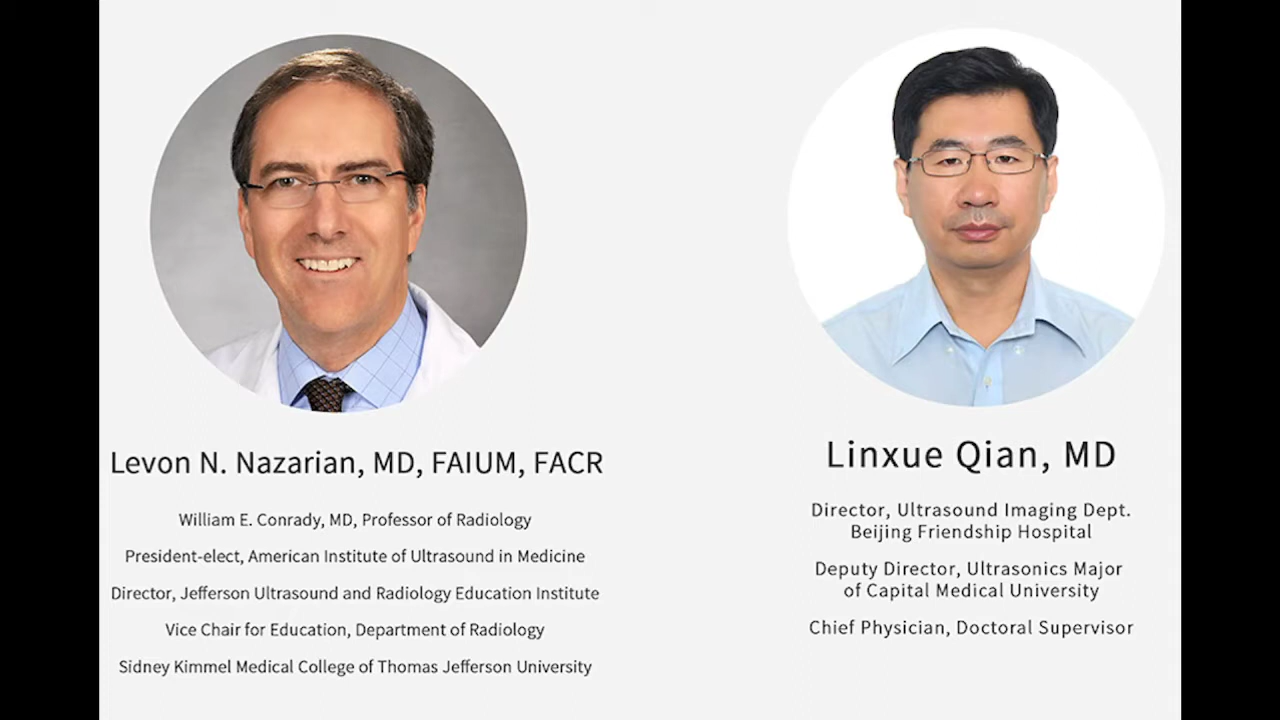 Levon N. Nazarian, MD, FAIUM, FACR
William E. Conrady, MD, Professor of Radiology
President-elect, American Institute of Ultrasound in Medicine
Director, Jefferson Ultrasound and Radiology Education Institute
Vice Chair for Education, Department of Radiology
Sidney Kimmel Medical College of Thomas Jefferson University
Linxue Qian, MD
Director, Ultrasound Imaging Dept.
Beijing Friendship Hospital
Deputy Director, Ultrasonics Major
of Capital Medical University
Chief Physician, Doctoral Supervisor